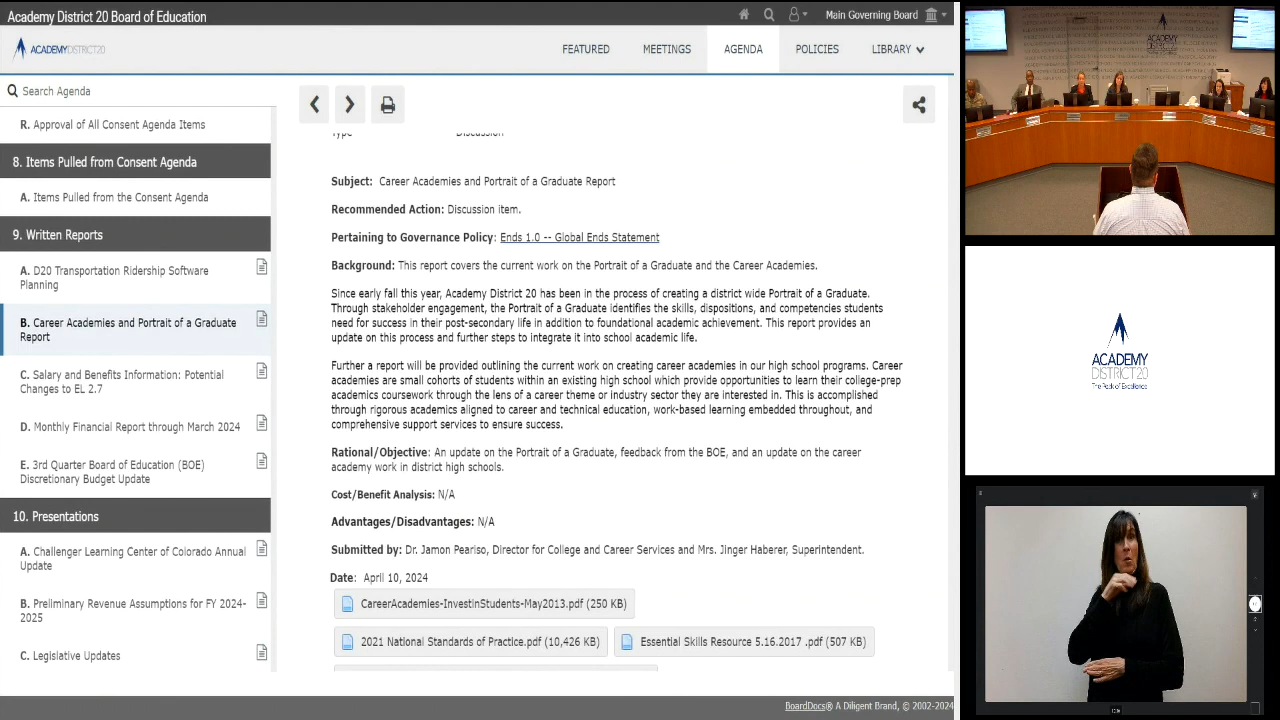 Academy District 20 Board of Education
Main Governing Board
ACADEMYDISTRICT20
FEATURED
MEETINGS
AGENDA
POLICIES
LIBRARY
Search Agenda
R. Approval of All Consent Agenda Items
8. Items Pulled from Consent Agenda
A. Items Pulled from the Consent Agenda
9. Written Reports
A. D20 Transportation Ridership Software
Planning
B. Career Academies and Portrait of a Graduate
Report
C. Salary and Benefits Information: Potential
Changes to EL 2.7
D. Monthly Financial Report through March 2024
E. 3rd Quarter Board of Education (BOE)
Discretionary Budget Update
10. Presentations
A. Challenger Learning Center of Colorado Annual
Update
B. Preliminary Revenue Assumptions for FY 2024-
2025
C. Legislative Updates
Type Discussion
Subject: Career Academies and Portrait of a Graduate Report
Recommended Action: Discussion item.
Pertaining to Governance Policy: Ends 1.0 -- Global Ends Statement
Background: This report covers the current work on the Portrait of a Graduate and the Career Academies.
Since early fall this year, Academy District 20 has been in the process of creating a district wide Portrait of a Graduate.
Through stakeholder engagement, the Portrait of a Graduate identifies the skills, dispositions, and competencies students
need for success in their post-secondary life in addition to foundational academic achievement. This report provides an
update on this process and further steps to integrate it into school academic life.
Further a report will be provided outlining the current work on creating career academies in our high school programs. Career
academies are small cohorts of students within an existing high school which provide opportunities to learn their college-prep
academics coursework through the lens of a career theme or industry sector they are interested in. This is accomplished
through rigorous academics aligned to career and technical education, work-based learning embedded throughout, and
comprehensive support services to ensure success.
Rational/Objective: An update on the Portrait of a Graduate, feedback from the BOE, and an update on the career
academy work in district high schools.
Cost/Benefit Analysis: N/A
Advantages/Disadvantages: N/A
Submitted by: Dr. Jamon Peariso, Director for College and Career Services and Mrs. Jinger Haberer, Superintendent.
Date: April 10, 2024
CareerAcademies-InvestinStudents-May2013.pdf (250 KB)
2021 National Standards of Practice.pdf (10,426 KB)
Essential Skills Resource 5.16.2017 .pdf (507 KB)
BoardDocs® A Diligent Brand, © 2002-2024
ACADEMY
DISTRICT20